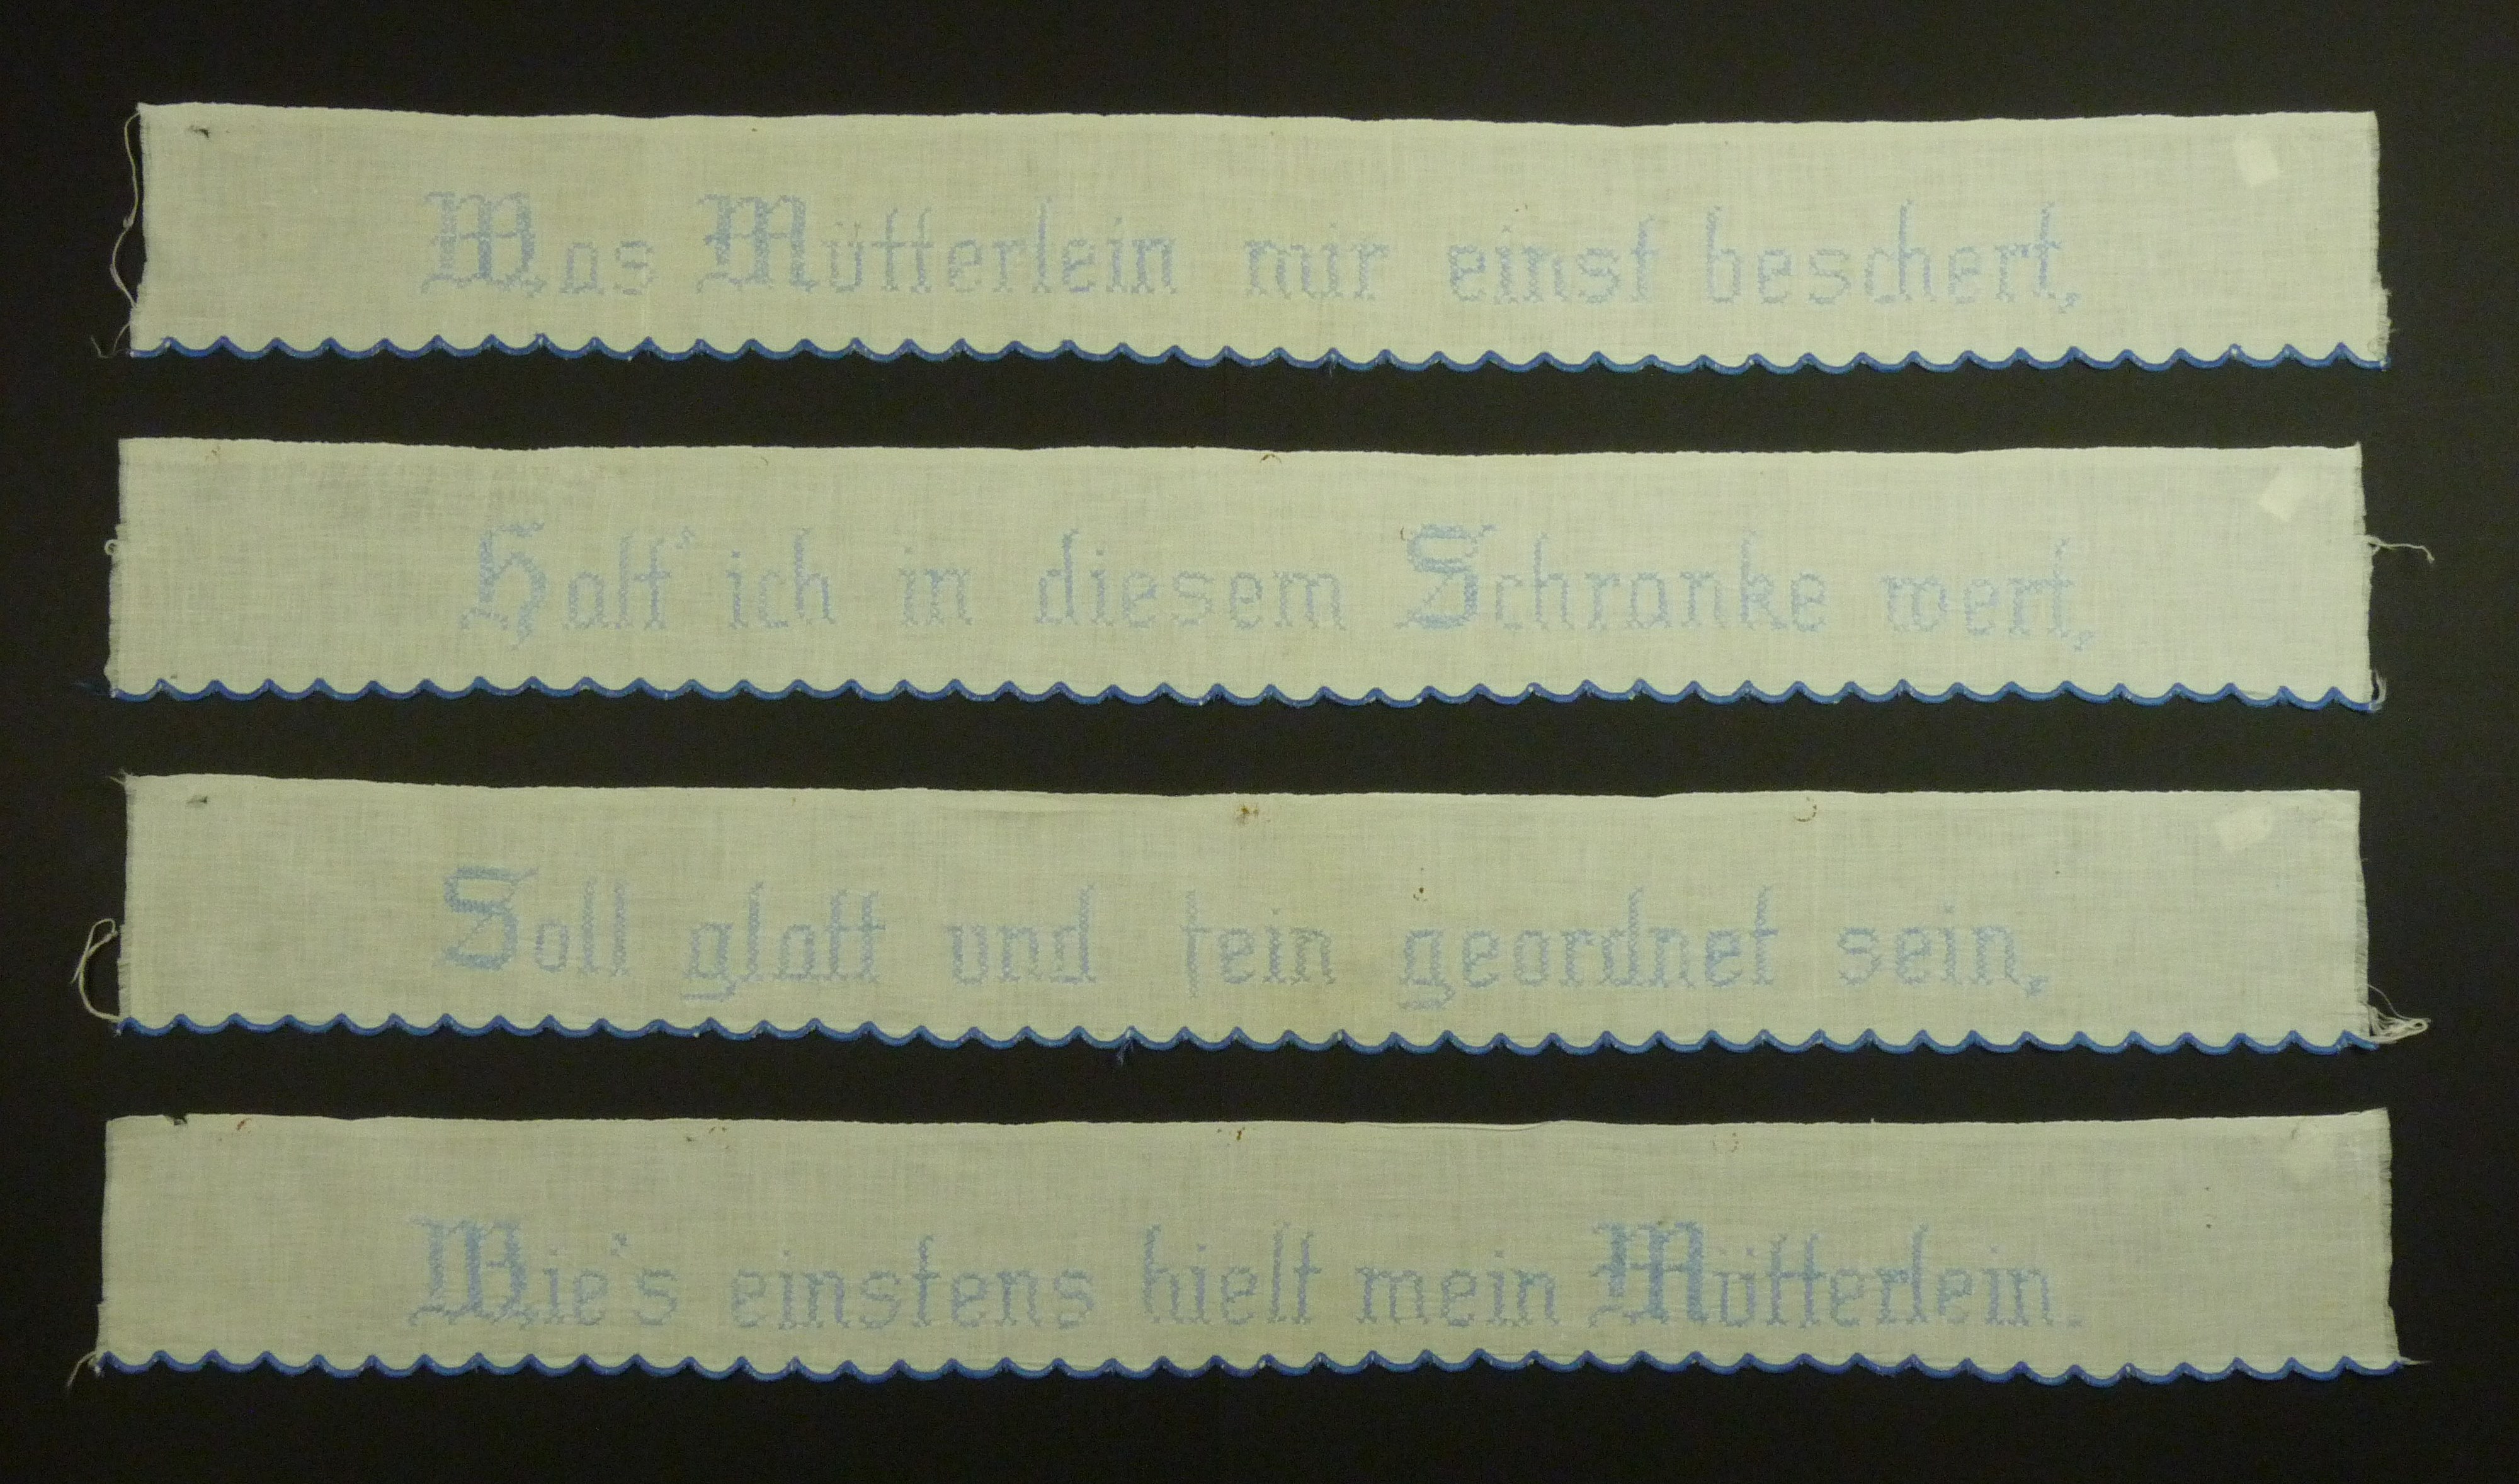 Was Mütterlein mir einst beschert,
Halt' ich in diesem Schranke wert,
Soll glatt und fein geordnet sein,
Wie's einstens hielt mein Mütterlein.